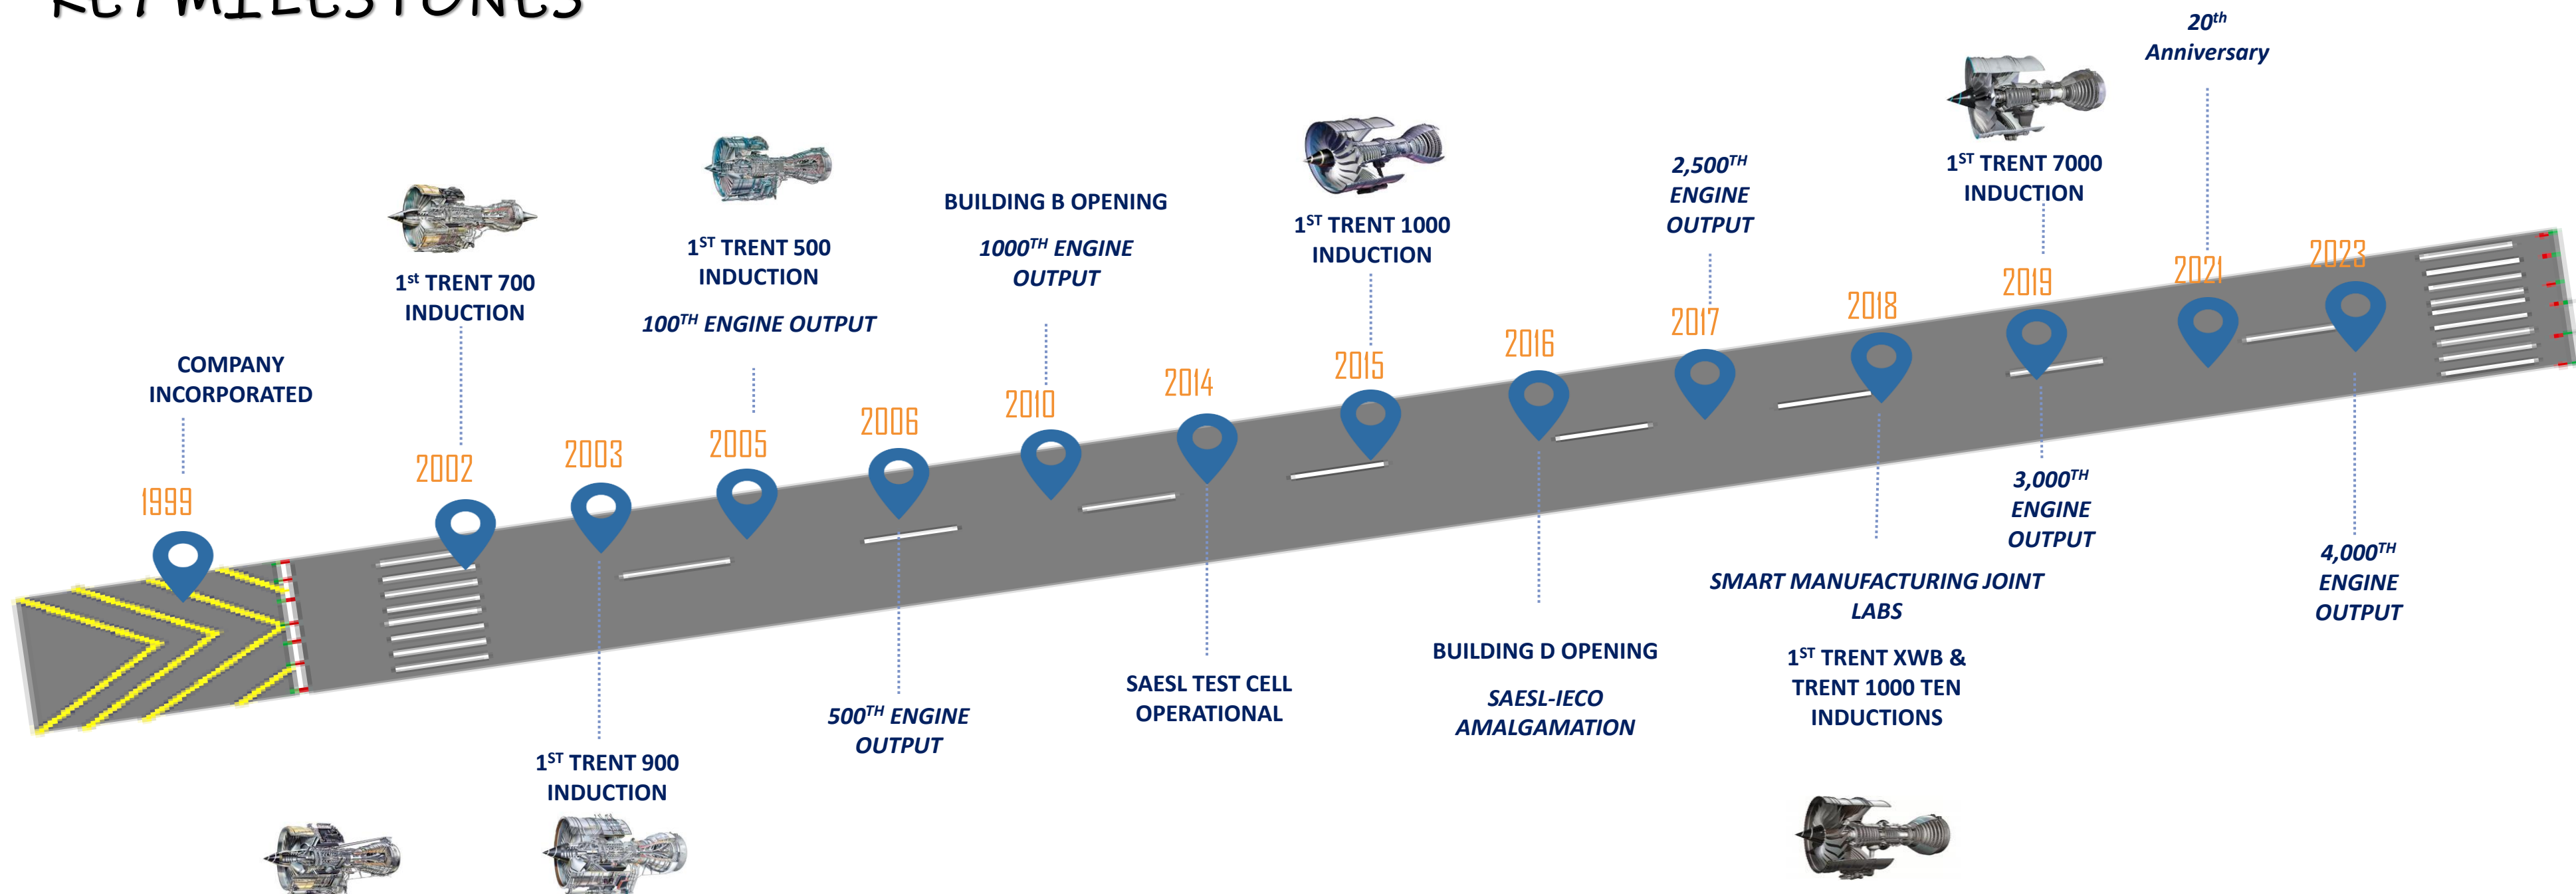 KEY MILESTONES
1999
COMPANY
INCORPORATED
2002
1st TRENT 700
INDUCTION
2003
1ST TRENT 900
INDUCTION
2005
1ST TRENT 500
INDUCTION
100TH ENGINE OUTPUT
2006
500TH ENGINE
OUTPUT
2010
BUILDING B OPENING
1000TH ENGINE
OUTPUT
2014
SAESL TEST CELL
OPERATIONAL
2015
1ST TRENT 1000
INDUCTION
2016
BUILDING D OPENING
SAESL-IECO
AMALGAMATION
2017
2,500TH
ENGINE
OUTPUT
2018
SMART MANUFACTURING JOINT
LABS
1ST TRENT XWB &
TRENT 1000 TEN
INDUCTIONS
2019
1ST TRENT 7000
INDUCTION
3,000TH
ENGINE
OUTPUT
2021
20th
Anniversary
2023
4,000TH
ENGINE
OUTPUT